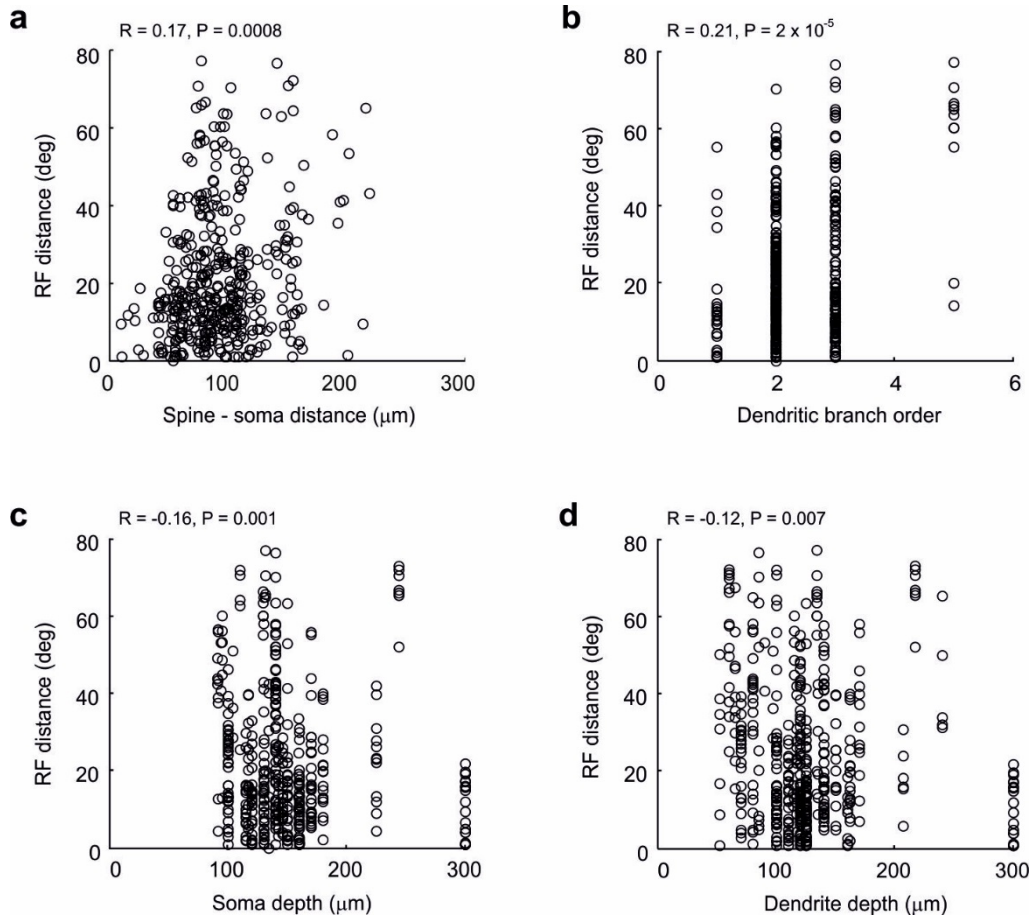 a
R = 0.17, P = 0.0008
80
60
40
20
0
0
100
200
300
RF distance (deg)
Spine - soma distance (μm)
b
R = 0.21, P = 2 x 10⁻⁵
80
60
40
20
0
0
2
4
6
RF distance (deg)
Dendritic branch order
c
R = -0.16, P = 0.001
80
60
40
20
0
0
100
200
300
RF distance (deg)
Soma depth (μm)
d
R = -0.12, P = 0.007
80
60
40
20
0
0
100
200
300
RF distance (deg)
Dendrite depth (μm)